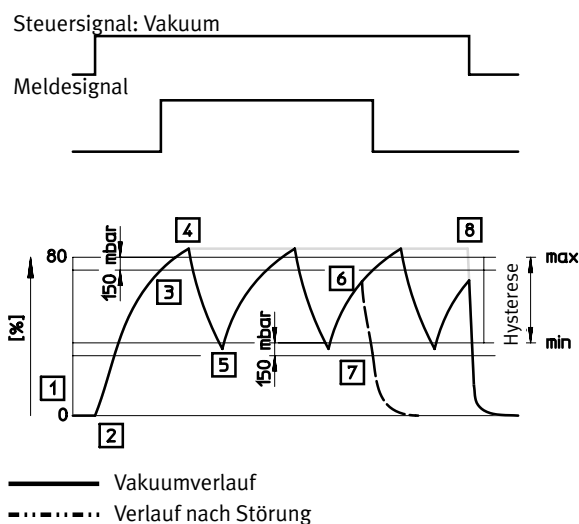 Steuersignal: Vakuum
Meldesignal
4
8
80
150 mbar
3
6
max
[%]
Hysterese
min
5
150 mbar
7
1
0
2
Vakuumverlauf
Verlauf nach Störung